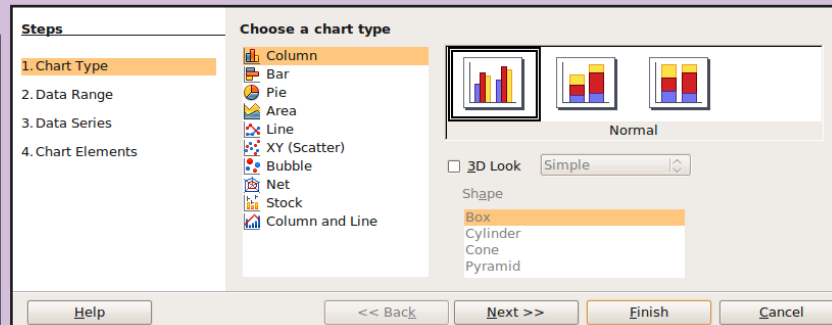 Steps
1. Chart Type
2. Data Range
3. Data Series
4. Chart Elements
Choose a chart type
Column
Bar
Pie
Area
Line
XY (Scatter)
Bubble
Net
Stock
Column and Line
Normal
3D Look
Simple
Shape
Box
Cylinder
Cone
Pyramid
Help
<< Back
Next >>
Finish
Cancel